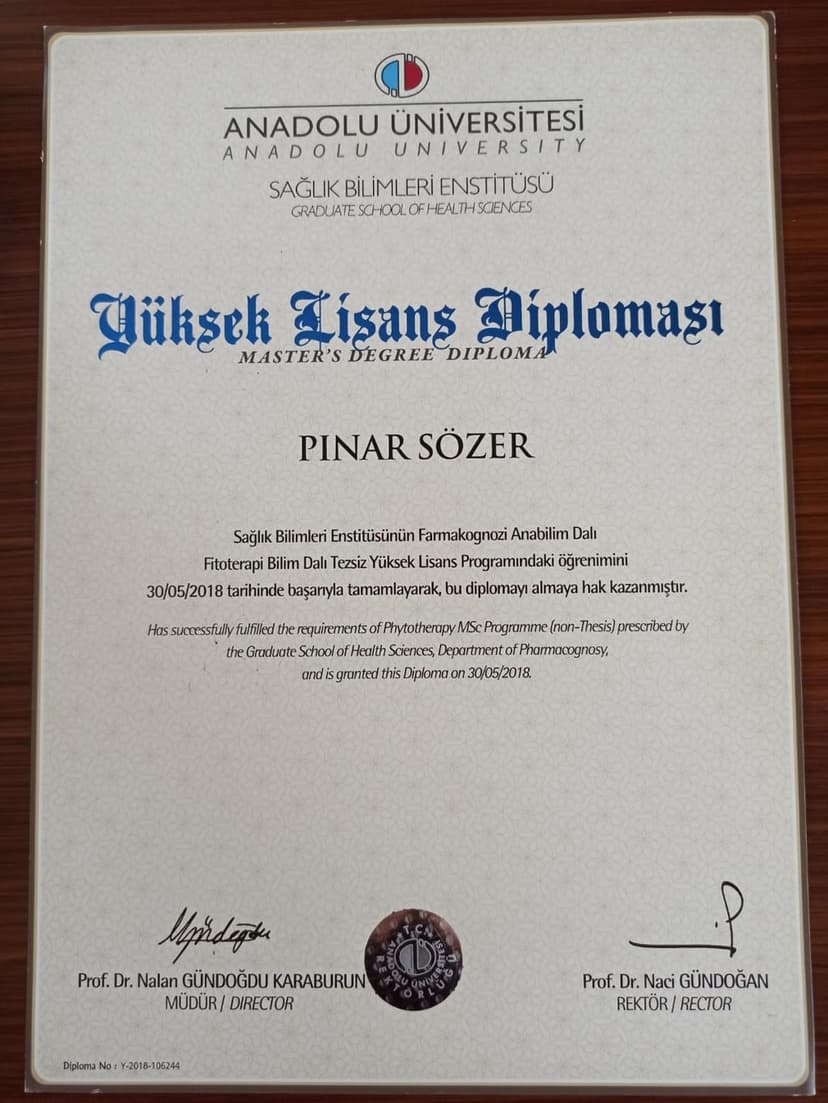 ANADOLU ÜNİVERSİTESİ
ANADOLU UNIVERSITY
SAĞLIK BİLİMLERİ ENSTİTÜSÜ
GRADUATE SCHOOL OF HEALTH SCIENCES
Yüksek Lisans Diploması
MASTER'S DEGREE DIPLOMA
PINAR SÖZER
Sağlık Bilimleri Enstitüsünün Farmakognozi Anabilim Dalı
Fitoterapi Bilim Dalı Tezsiz Yüksek Lisans Programındaki öğrenimini
30/05/2018 tarihinde başarıyla tamamlayarak, bu diplomayı almaya hak kazanmıştır.
Has successfully fulfilled the requirements of Phytotherapy MSc Programme (non-Thesis) prescribed by
the Graduate School of Health Sciences, Department of Pharmacognosy,
and is granted this Diploma on 30/05/2018.
T.C.
ANADOLU ÜNİVERSİTESİ
REKTÖRLÜĞÜ
Prof. Dr. Nalan GÜNDOĞDU KARABURUN
MÜDÜR / DIRECTOR
Prof. Dr. Naci GÜNDOĞAN
REKTÖR / RECTOR
Diploma No : Y-2018-106244